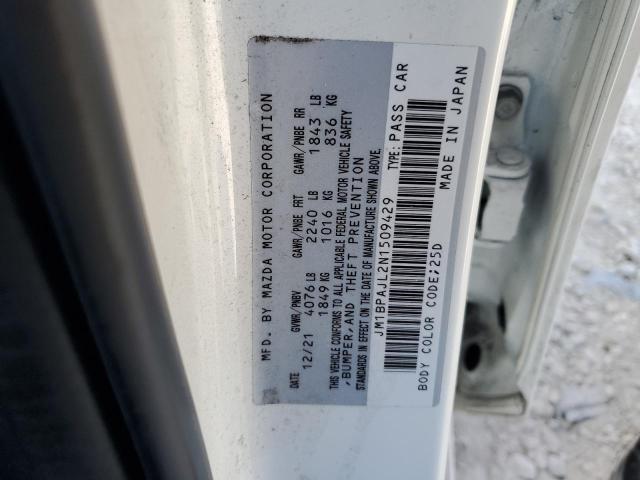 MFD. BY MAZDA MOTOR CORPORATION
DATE GVWR/PNBV GAWR/PNBE FRT GAWR/PNBE RR
12/21 4076 LB 2240 LB 1843 LB
1849 KG 1016 KG 836 KG
THIS VEHICLE CONFORMS TO ALL APPLICABLE FEDERAL MOTOR VEHICLE SAFETY
,BUMPER,AND THEFT PREVENTION
STANDARDS IN EFFECT ON THE DATE OF MANUFACTURE SHOWN ABOVE.
JM1BPAJL2N1509429 TYPE: PASS CAR
BODY COLOR CODE;25D MADE IN JAPAN